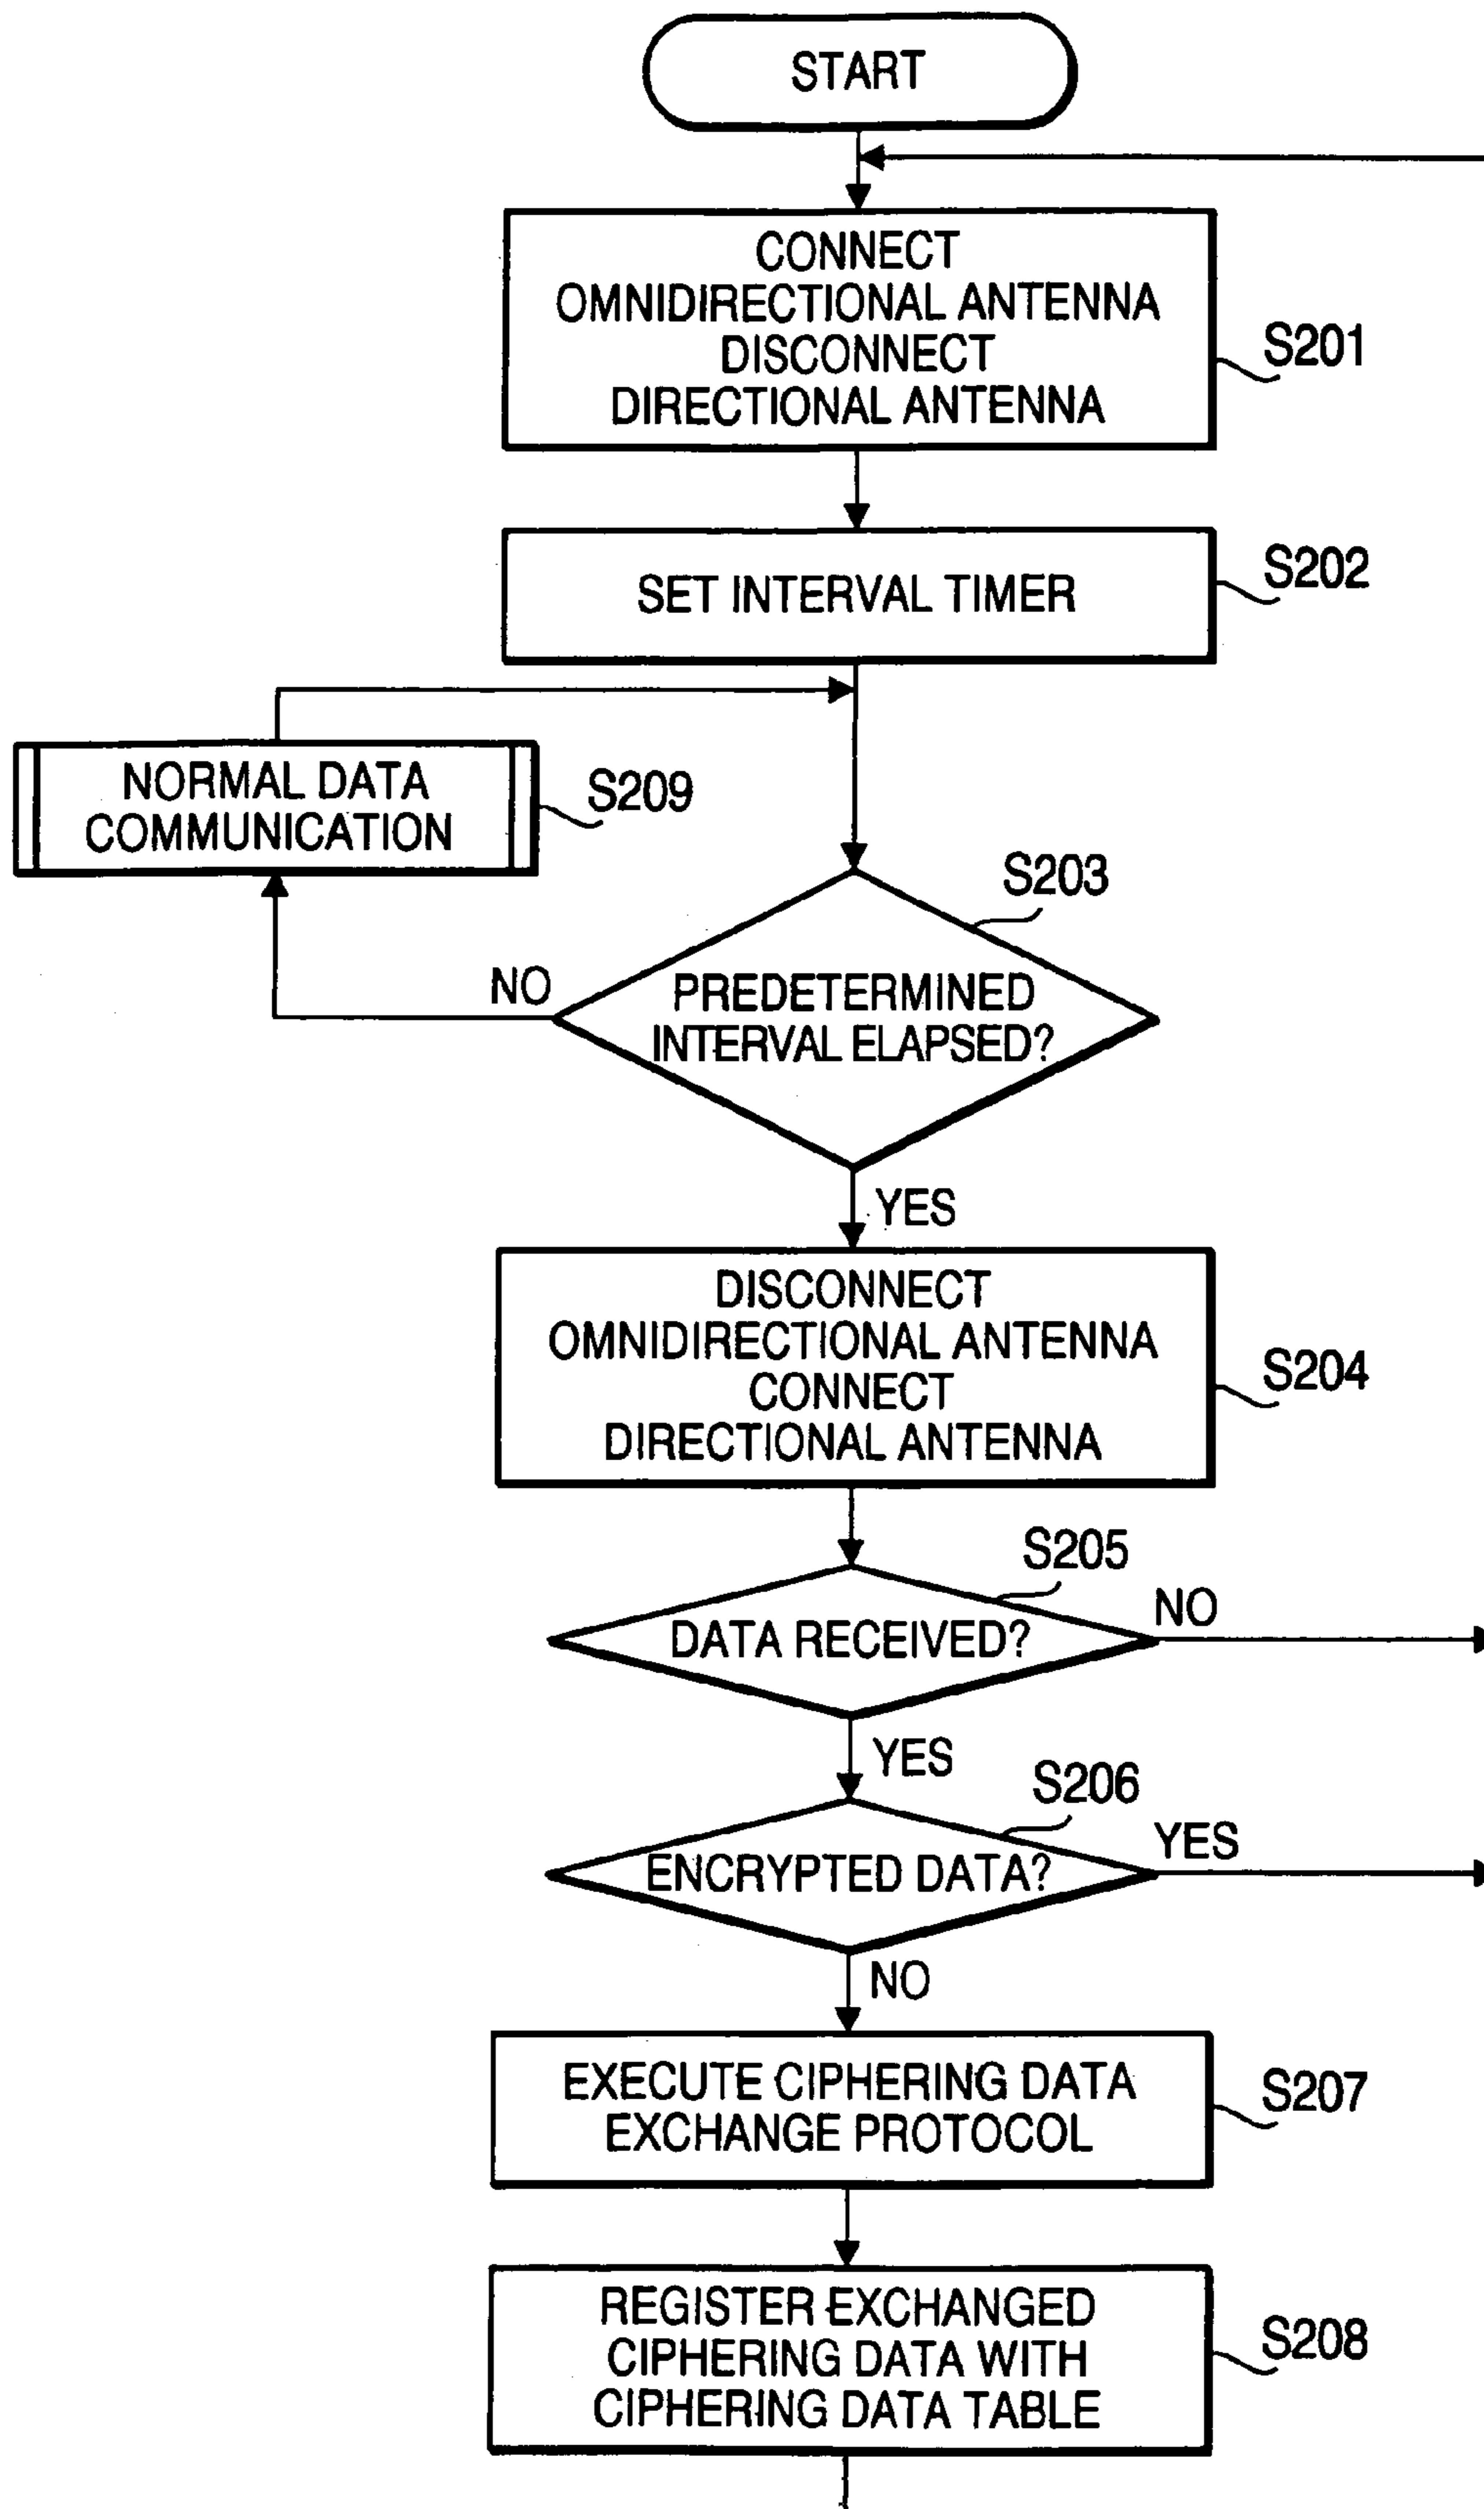 START
CONNECT
OMNIDIRECTIONAL ANTENNA
DISCONNECT
DIRECTIONAL ANTENNA
S201
SET INTERVAL TIMER
S202
NORMAL DATA
COMMUNICATION
S209
S203
NO
PREDETERMINED
INTERVAL ELAPSED?
YES
DISCONNECT
OMNIDIRECTIONAL ANTENNA
CONNECT
DIRECTIONAL ANTENNA
S204
S205
NO
DATA RECEIVED?
YES
S206
YES
ENCRYPTED DATA?
NO
EXECUTE CIPHERING DATA
EXCHANGE PROTOCOL
S207
REGISTER EXCHANGED
CIPHERING DATA WITH
CIPHERING DATA TABLE
S208